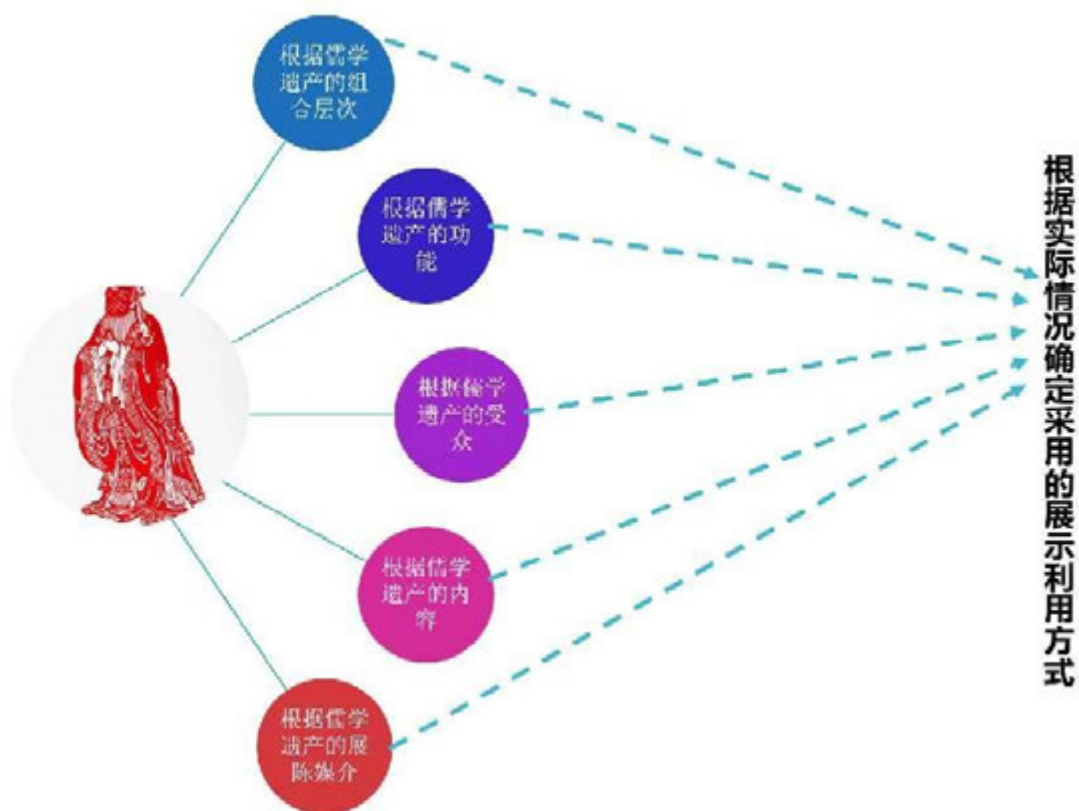 根据儒学
遗产的组
合层次
根据儒学
遗产的功
能
根据儒学
遗产的受
众
根据儒学
遗产的内
容
根据儒学
遗产的展
陈媒介
根据实际情况确定采用的展示利用方式